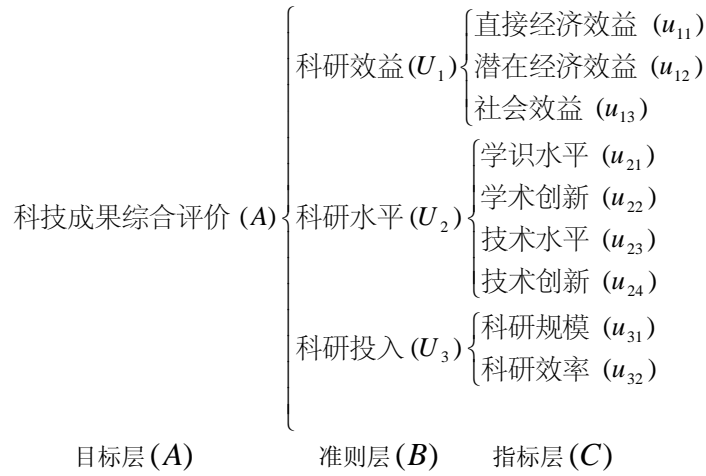 直接经济效益 (u₁₁)
科研效益(U₁) 潜在经济效益 (u₁₂)
社会效益 (u₁₃)
学识水平 (u₂₁)
学术创新 (u₂₂)
科技成果综合评价 (A) 科研水平(U₂)
技术水平 (u₂₃)
技术创新 (u₂₄)
科研规模 (u₃₁)
科研投入(U₃)
科研效率 (u₃₂)
目标层(A) 准则层(B) 指标层(C)